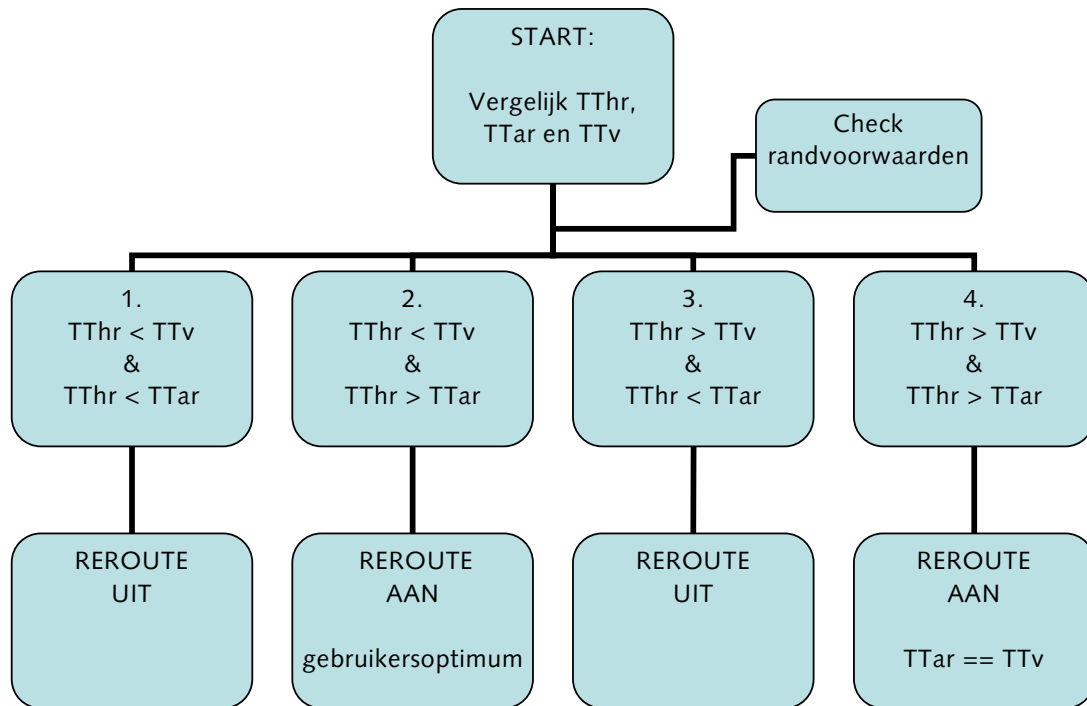 START:
Vergelijk TThr,
TTar en TTv
Check
randvoorwaarden
1.
TThr < TTv
&
TThr < TTar
2.
TThr < TTv
&
TThr > TTar
3.
TThr > TTv
&
TThr < TTar
4.
TThr > TTv
&
TThr > TTar
REROUTE
UIT
REROUTE
AAN
gebruikersoptimum
REROUTE
UIT
REROUTE
AAN
TTar == TTv